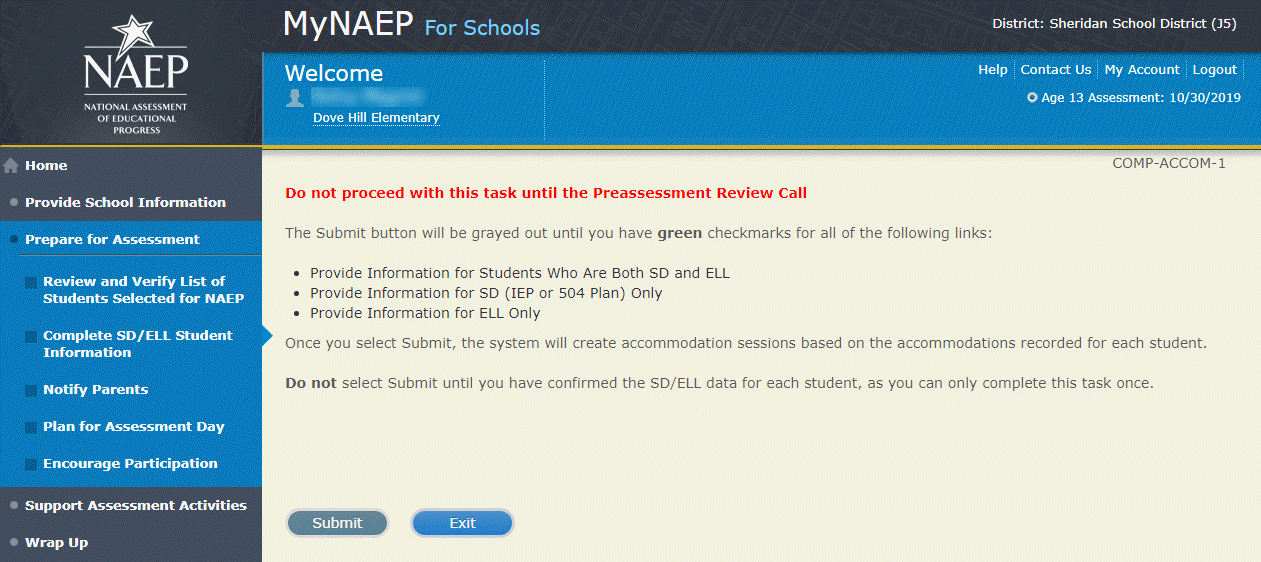 MyNAEP For Schools
District: Sheridan School District (J5)
NAEP
NATIONAL ASSESSMENT
OF EDUCATIONAL
PROGRESS
Welcome
Dove Hill Elementary
Help Contact Us My Account Logout
Age 13 Assessment: 10/30/2019
Home
Provide School Information
Prepare for Assessment
Review and Verify List of
Students Selected for NAEP
Complete SD/ELL Student
Information
Notify Parents
Plan for Assessment Day
Encourage Participation
Support Assessment Activities
Wrap Up
COMP-ACCOM-1
Do not proceed with this task until the Preassessment Review Call
The Submit button will be grayed out until you have green checkmarks for all of the following links:
• Provide Information for Students Who Are Both SD and ELL
• Provide Information for SD (IEP or 504 Plan) Only
• Provide Information for ELL Only
Once you select Submit, the system will create accommodation sessions based on the accommodations recorded for each student.
Do not select Submit until you have confirmed the SD/ELL data for each student, as you can only complete this task once.
Submit Exit